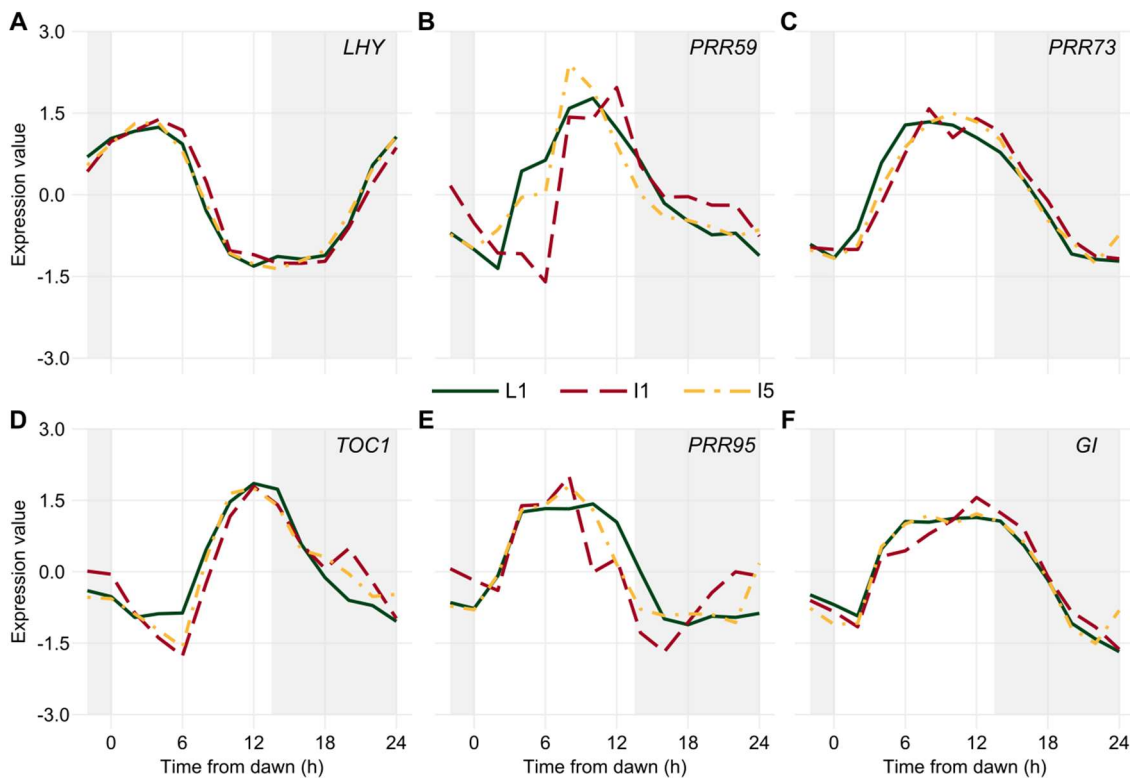 A
LHY
B
PRR59
C
PRR73
Expression value
3.0
1.5
0.0
-1.5
-3.0
L1 I1 I5
D
TOC1
E
PRR95
F
GI
Expression value
3.0
1.5
0.0
-1.5
-3.0
0 6 12 18 24
0 6 12 18 24
0 6 12 18 24
Time from dawn (h)
Time from dawn (h)
Time from dawn (h)